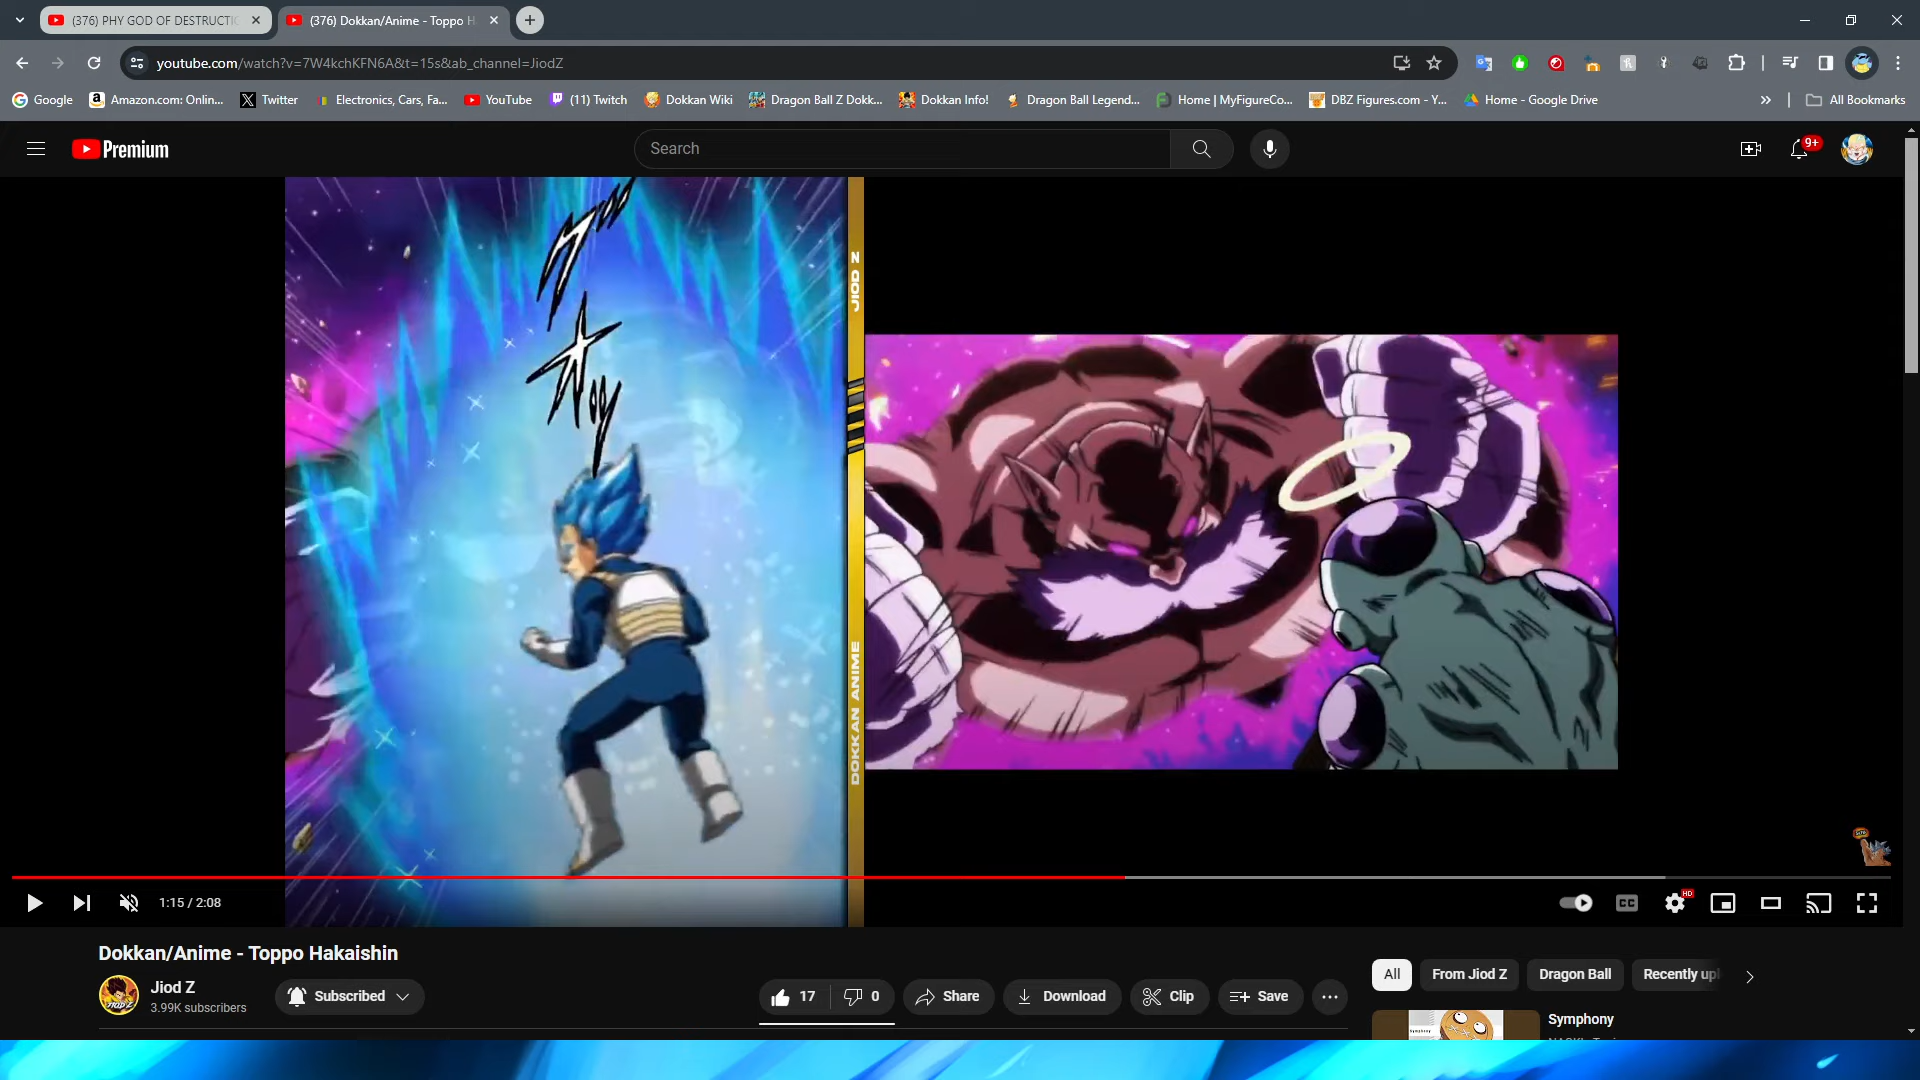 (376) PHY GOD OF DESTRUCTIO
(376) Dokkan/Anime - Toppo H
youtube.com/watch?v=7W4kchKFN6A&t=15s&ab_channel=JiodZ
Google
Amazon.com: Onlin...
Twitter
Electronics, Cars, Fa...
YouTube
(11) Twitch
Dokkan Wiki
Dragon Ball Z Dokk...
Dokkan Info!
Dragon Ball Legend...
Home | MyFigureCo...
DBZ Figures.com - Y...
Home - Google Drive
All Bookmarks
Premium
Search
9+
JIOD Z
DOKKAN ANIME
1:15 / 2:08
CC
HD
Dokkan/Anime - Toppo Hakaishin
Jiod Z
3.99K subscribers
Subscribed
17
0
Share
Download
Clip
Save
All
From Jiod Z
Dragon Ball
Recently upl
Symphony